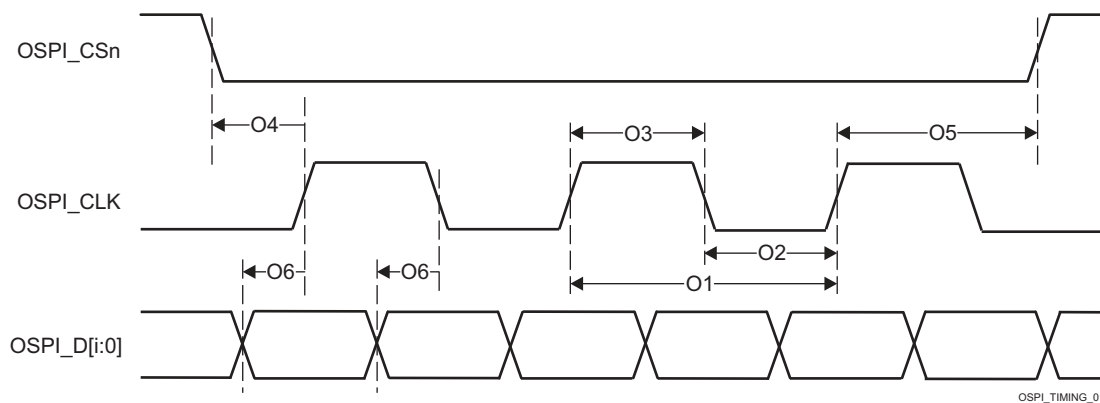 OSPI_CSn
O4
O3
O5
OSPI_CLK
O2
O6
O6
O1
OSPI_D[i:0]
OSPI_TIMING_0